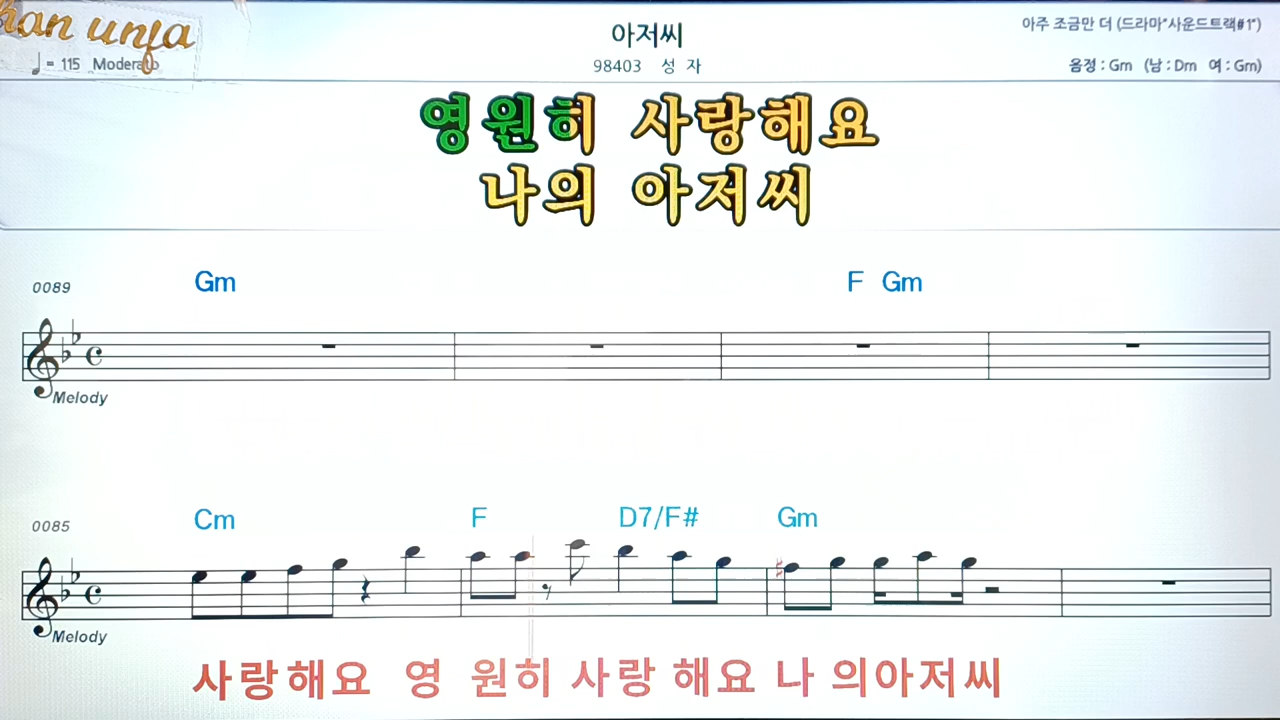 han unfa
아저씨
아주 조금만 더 (드라마"사운드트랙#1")
♩= 115 Moderato
98403 성 자
음정 : Gm (남 : Dm 여 : Gm)
영원히 사랑해요
나의 아저씨
0089 Gm F Gm
Melody
0085 Cm F D7/F# Gm
Melody
사랑해요 영 원히 사랑 해요 나 의아저씨